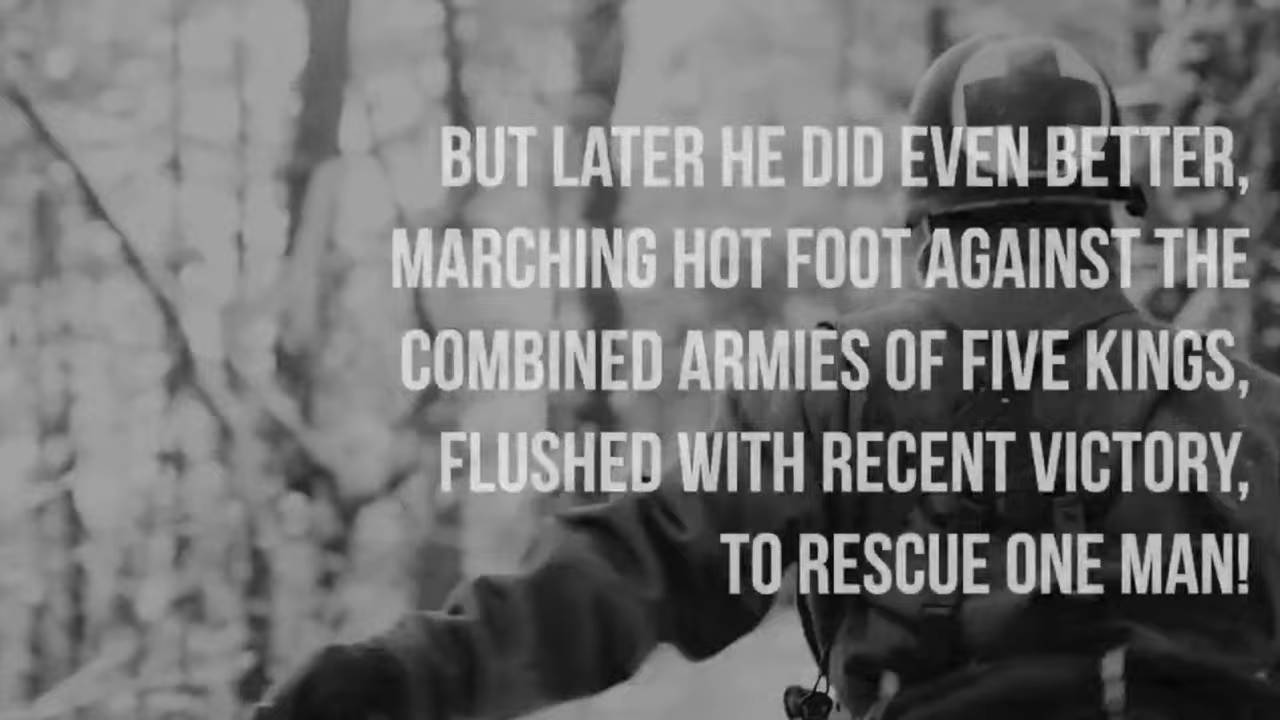 BUT LATER HE DID EVEN BETTER,
MARCHING HOT FOOT AGAINST THE
COMBINED ARMIES OF FIVE KINGS,
FLUSHED WITH RECENT VICTORY,
TO RESCUE ONE MAN!